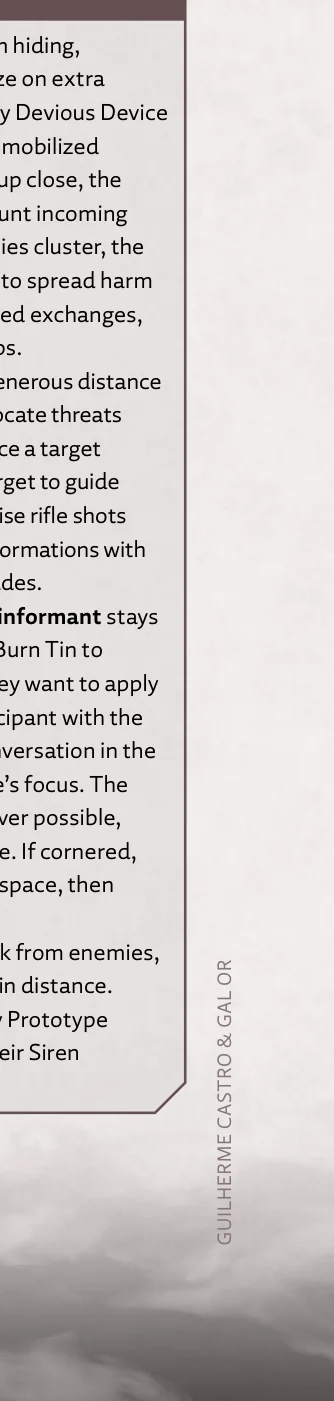 n hiding,
ze on extra
y Devious Device
mobilized
up close, the
unt incoming
ies cluster, the
to spread harm
ed exchanges,
os.
enerous distance
ocate threats
ce a target
rget to guide
ise rifle shots
ormations with
ades.
informant stays
Burn Tin to
ey want to apply
cipant with the
nversation in the
e’s focus. The
ver possible,
e. If cornered,
space, then
k from enemies,
in distance.
y Prototype
eir Siren
GUILHERME CASTRO & GAL OR